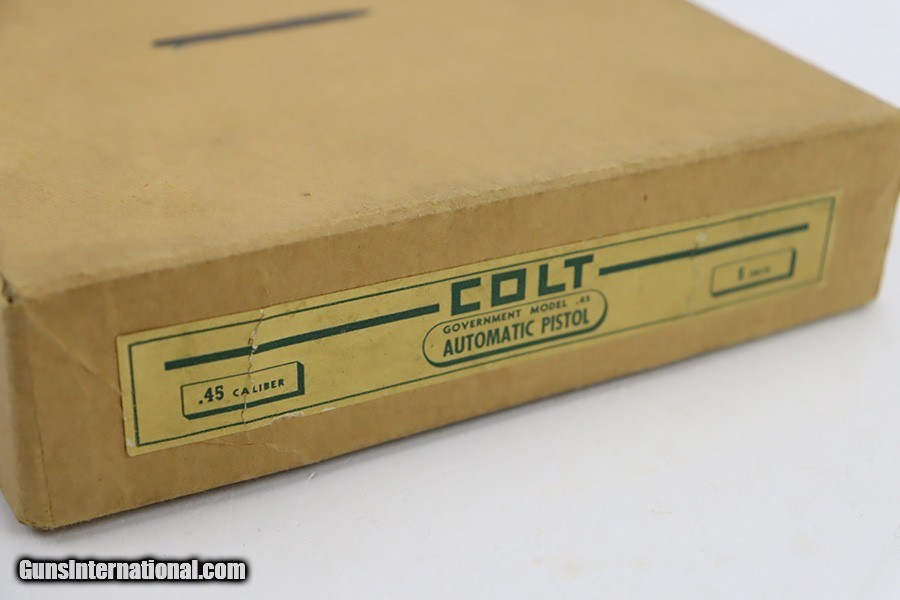 COLT
GOVERNMENT MODEL .45
AUTOMATIC PISTOL
.45 CALIBER
GunsInternational.com